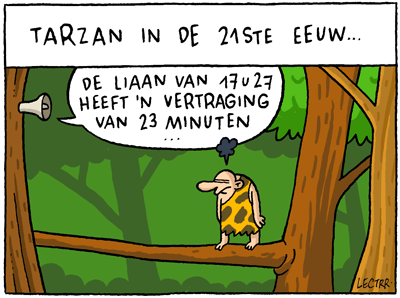 TARZAN IN DE 21STE EEUW...
DE LIAAN VAN 17U27
HEEFT 'N VERTRAGING
VAN 23 MINUTEN
...
LECTRR